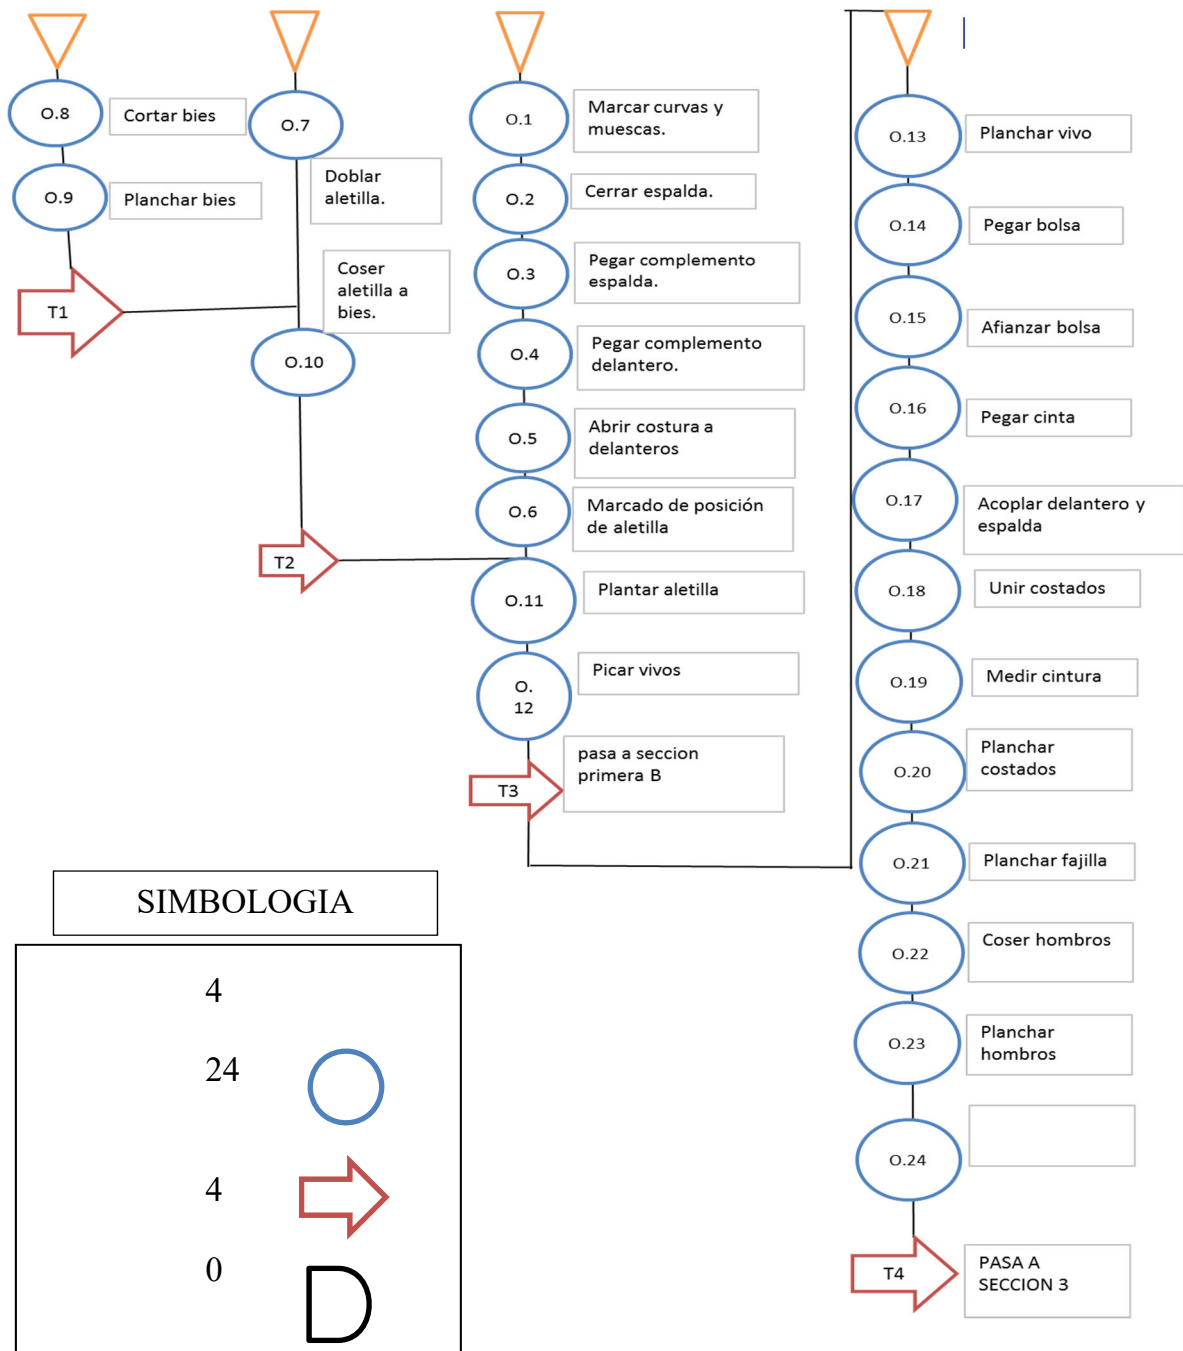 O.8
Cortar bies
O.9
Planchar bies
T1
O.7
Doblar
aletilla.
Coser
aletilla a
bies.
O.10
T2
O.1
Marcar curvas y
muescas.
O.2
Cerrar espalda.
O.3
Pegar complemento
espalda.
O.4
Pegar complemento
delantero.
O.5
Abrir costura a
delanteros
O.6
Marcado de posición
de aletilla
O.11
Plantar aletilla
O.
12
Picar vivos
T3
pasa a seccion
primera B
O.13
Planchar vivo
O.14
Pegar bolsa
O.15
Afianzar bolsa
O.16
Pegar cinta
O.17
Acoplar delantero y
espalda
O.18
Unir costados
O.19
Medir cintura
O.20
Planchar
costados
O.21
Planchar fajilla
O.22
Coser hombros
O.23
Planchar
hombros
O.24
T4
PASA A
SECCION 3
SIMBOLOGIA
4
24
4
0